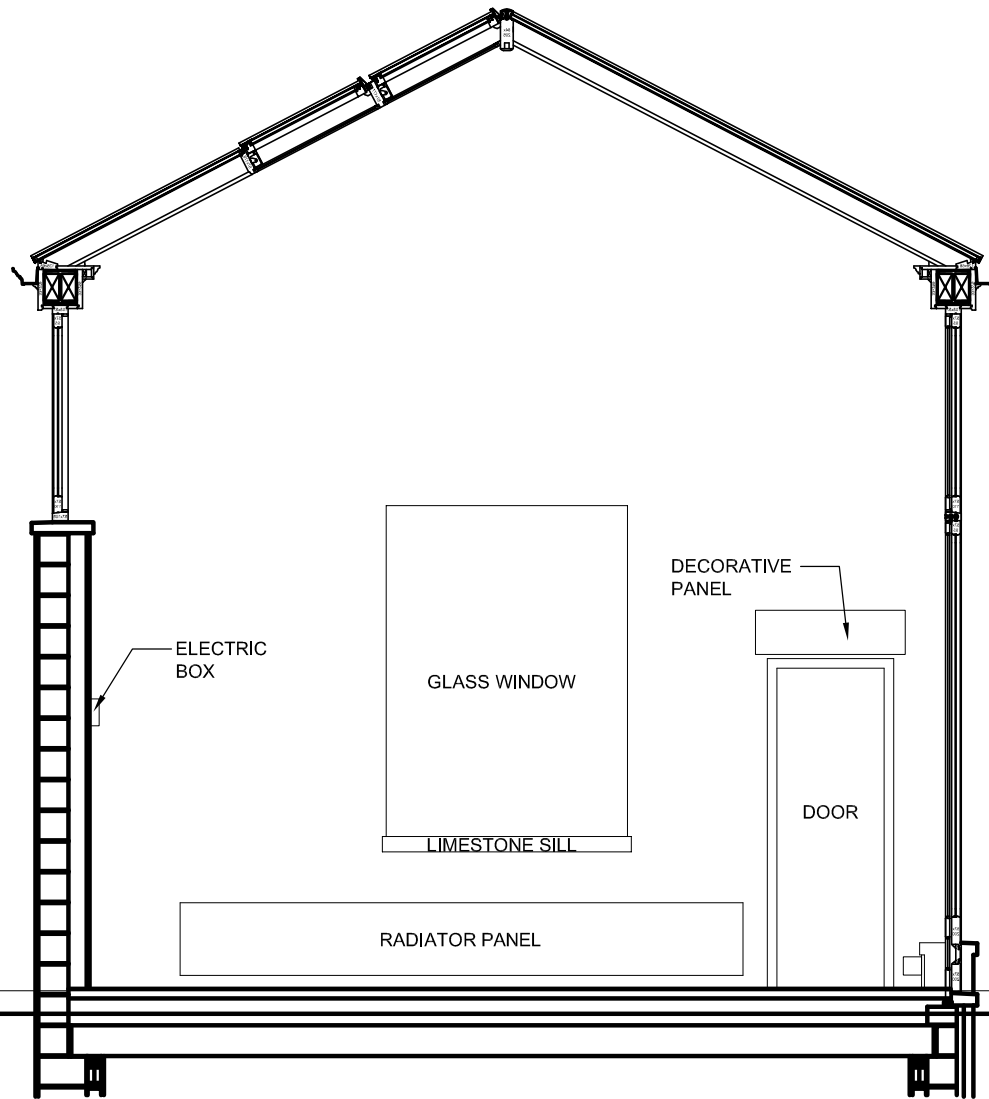 DECORATIVE
PANEL
ELECTRIC
BOX
GLASS WINDOW
DOOR
LIMESTONE SILL
RADIATOR PANEL